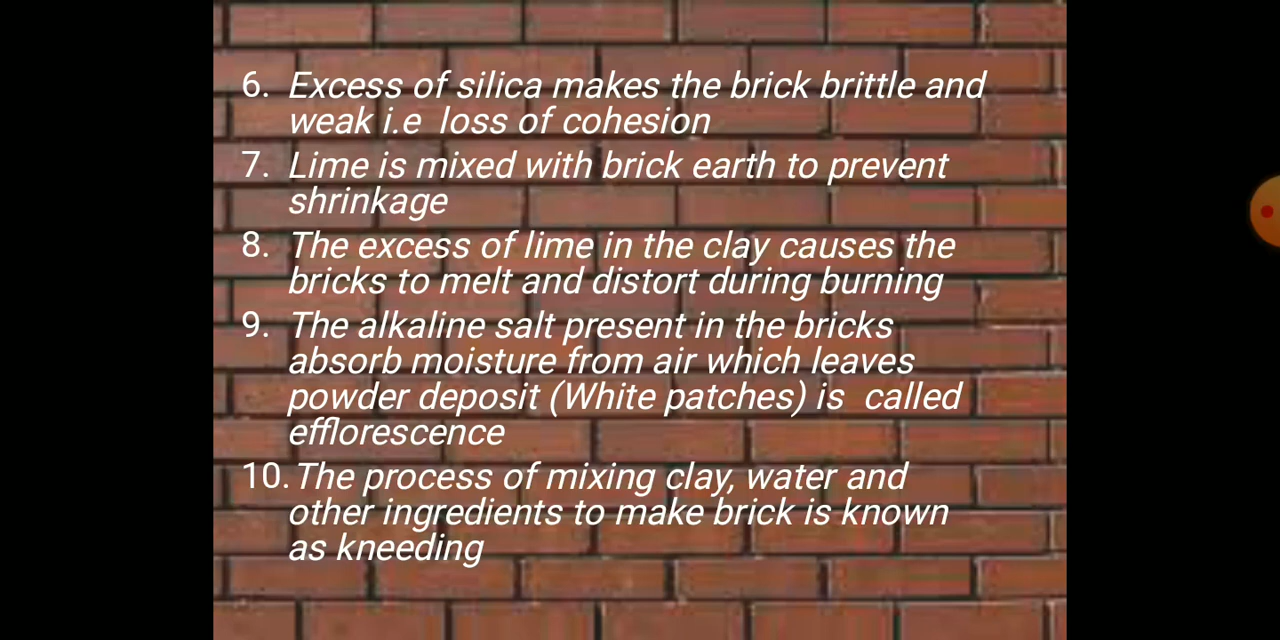 6. Excess of silica makes the brick brittle and
weak i.e  loss of cohesion
7. Lime is mixed with brick earth to prevent
shrinkage
8. The excess of lime in the clay causes the
bricks to melt and distort during burning
9. The alkaline salt present in the bricks
absorb moisture from air which leaves
powder deposit (White patches) is  called
efflorescence
10. The process of mixing clay, water and
other ingredients to make brick is known
as kneeding